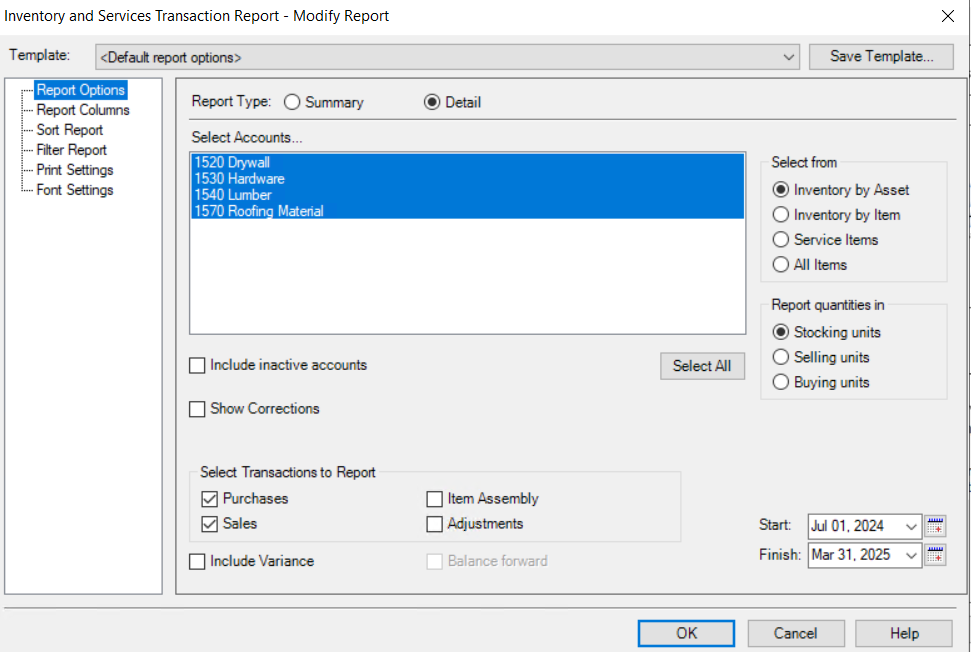 Inventory and Services Transaction Report - Modify Report
Template: <Default report options> Save Template...
Report Options
Report Columns
Sort Report
Filter Report
Print Settings
Font Settings
Report Type: Summary Detail
Select Accounts...
1520 Drywall
1530 Hardware
1540 Lumber
1570 Roofing Material
Select from
Inventory by Asset
Inventory by Item
Service Items
All Items
Report quantities in
Stocking units
Selling units
Buying units
Include inactive accounts Select All
Show Corrections
Select Transactions to Report
Purchases Item Assembly
Sales Adjustments
Include Variance Balance forward
Start: Jul 01, 2024
Finish: Mar 31, 2025
OK Cancel Help